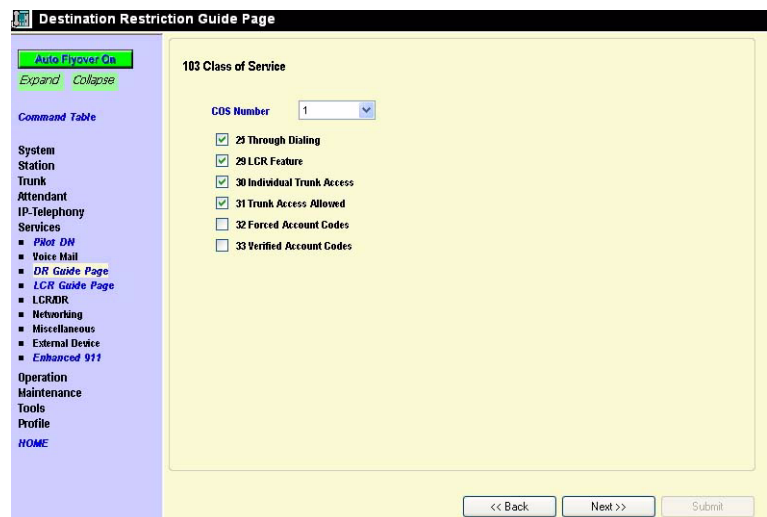 Destination Restriction Guide Page
Auto Flyover On
Expand Collapse
Command Table
System
Station
Trunk
Attendant
IP-Telephony
Services
Pilot DN
Voice Mail
DR Guide Page
LCR Guide Page
LCR/DR
Networking
Miscellaneous
External Device
Enhanced 911
Operation
Maintenance
Tools
Profile
HOME
103 Class of Service
COS Number 1
25 Through Dialing
29 LCR Feature
30 Individual Trunk Access
31 Trunk Access Allowed
32 Forced Account Codes
33 Verified Account Codes
<< Back Next >> Submit